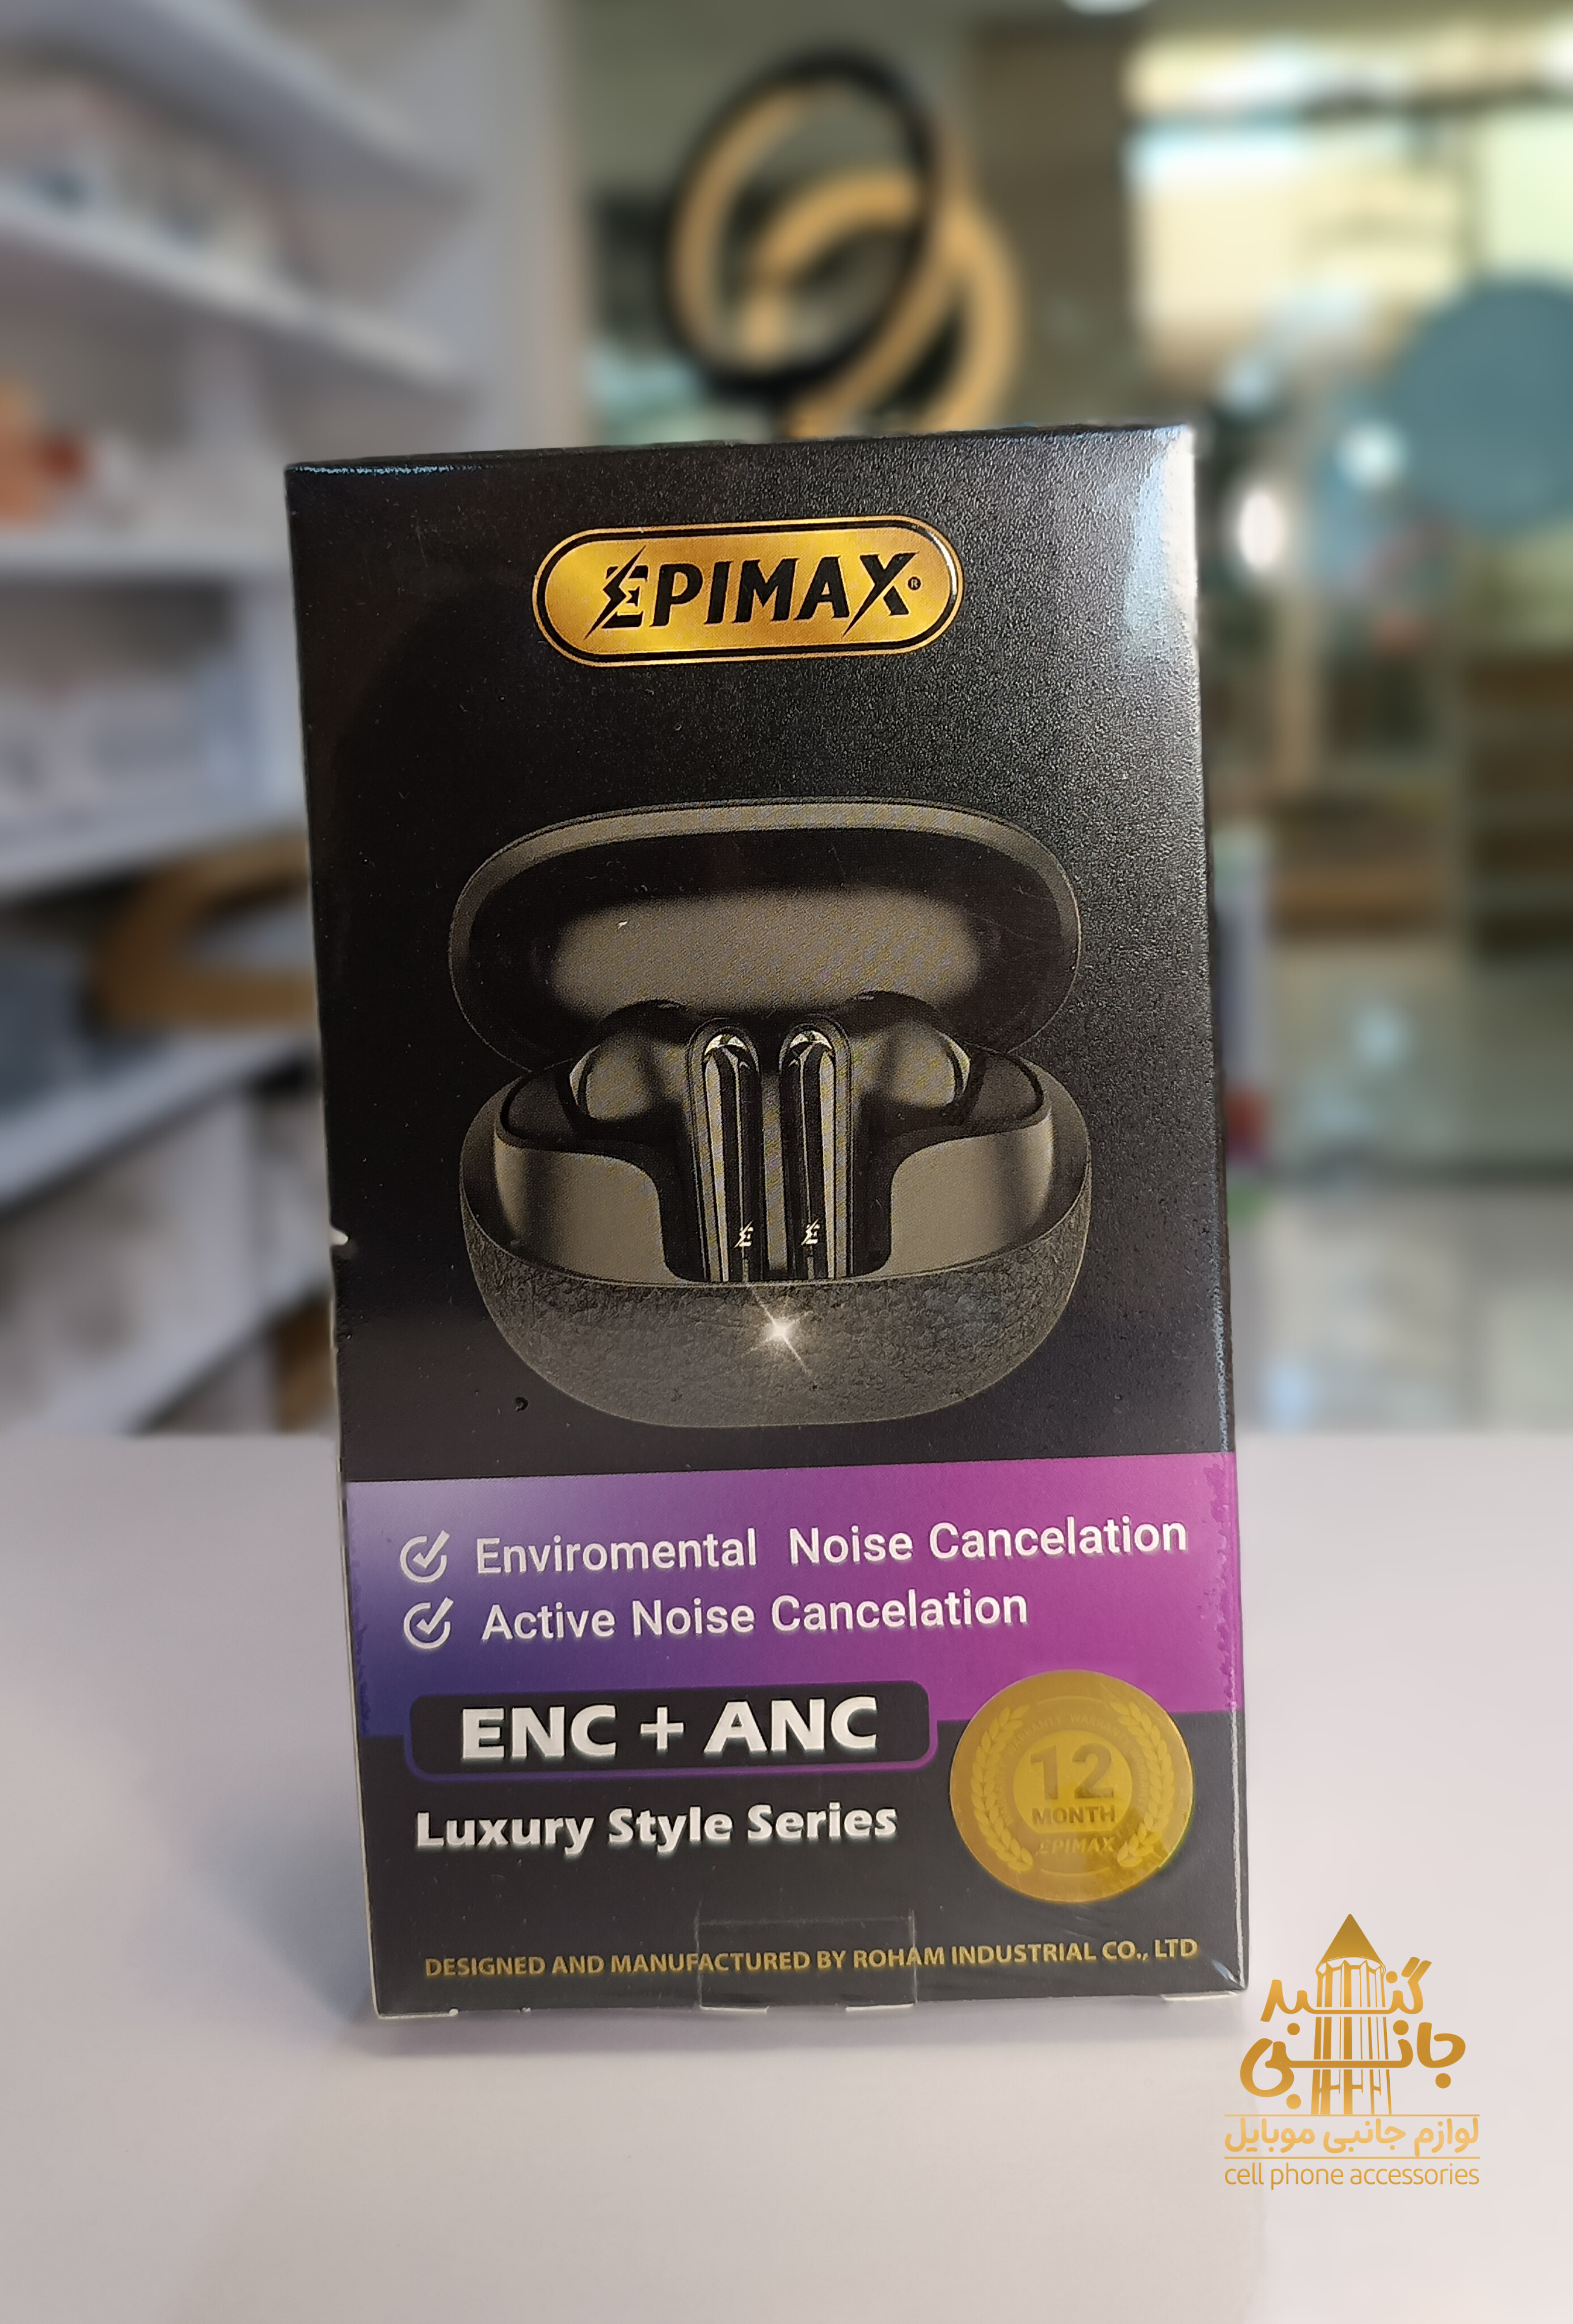 EPIMAX®
Enviromental Noise Cancelation
Active Noise Cancelation
ENC + ANC
Luxury Style Series
12
MONTH
EPIMAX
DESIGNED AND MANUFACTURED BY ROHAM INDUSTRIAL CO., LTD
گنبد
جانبی
لوازم جانبی موبایل
cell phone accessories